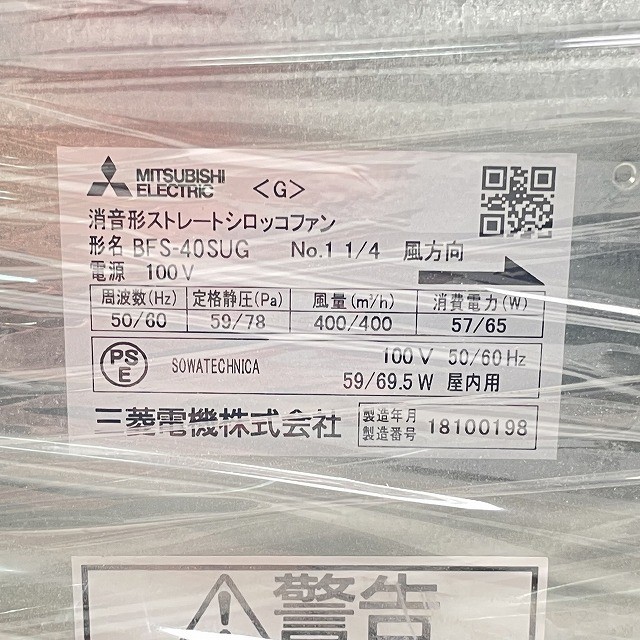 MITSUBISHI
ELECTRIC <G>
消音形ストレートシロッコファン
形名 BFS-40SUG No.1 1/4 風方向
電源 100V
周波数(Hz) 定格静圧(Pa) 風量(m³/h) 消費電力(W)
50/60 59/78 400/400 57/65
PS
E
SOWATECHNICA
100V 50/60Hz
59/69.5W 屋内用
三菱電機株式会社
製造年月
製造番号
18100198
警告